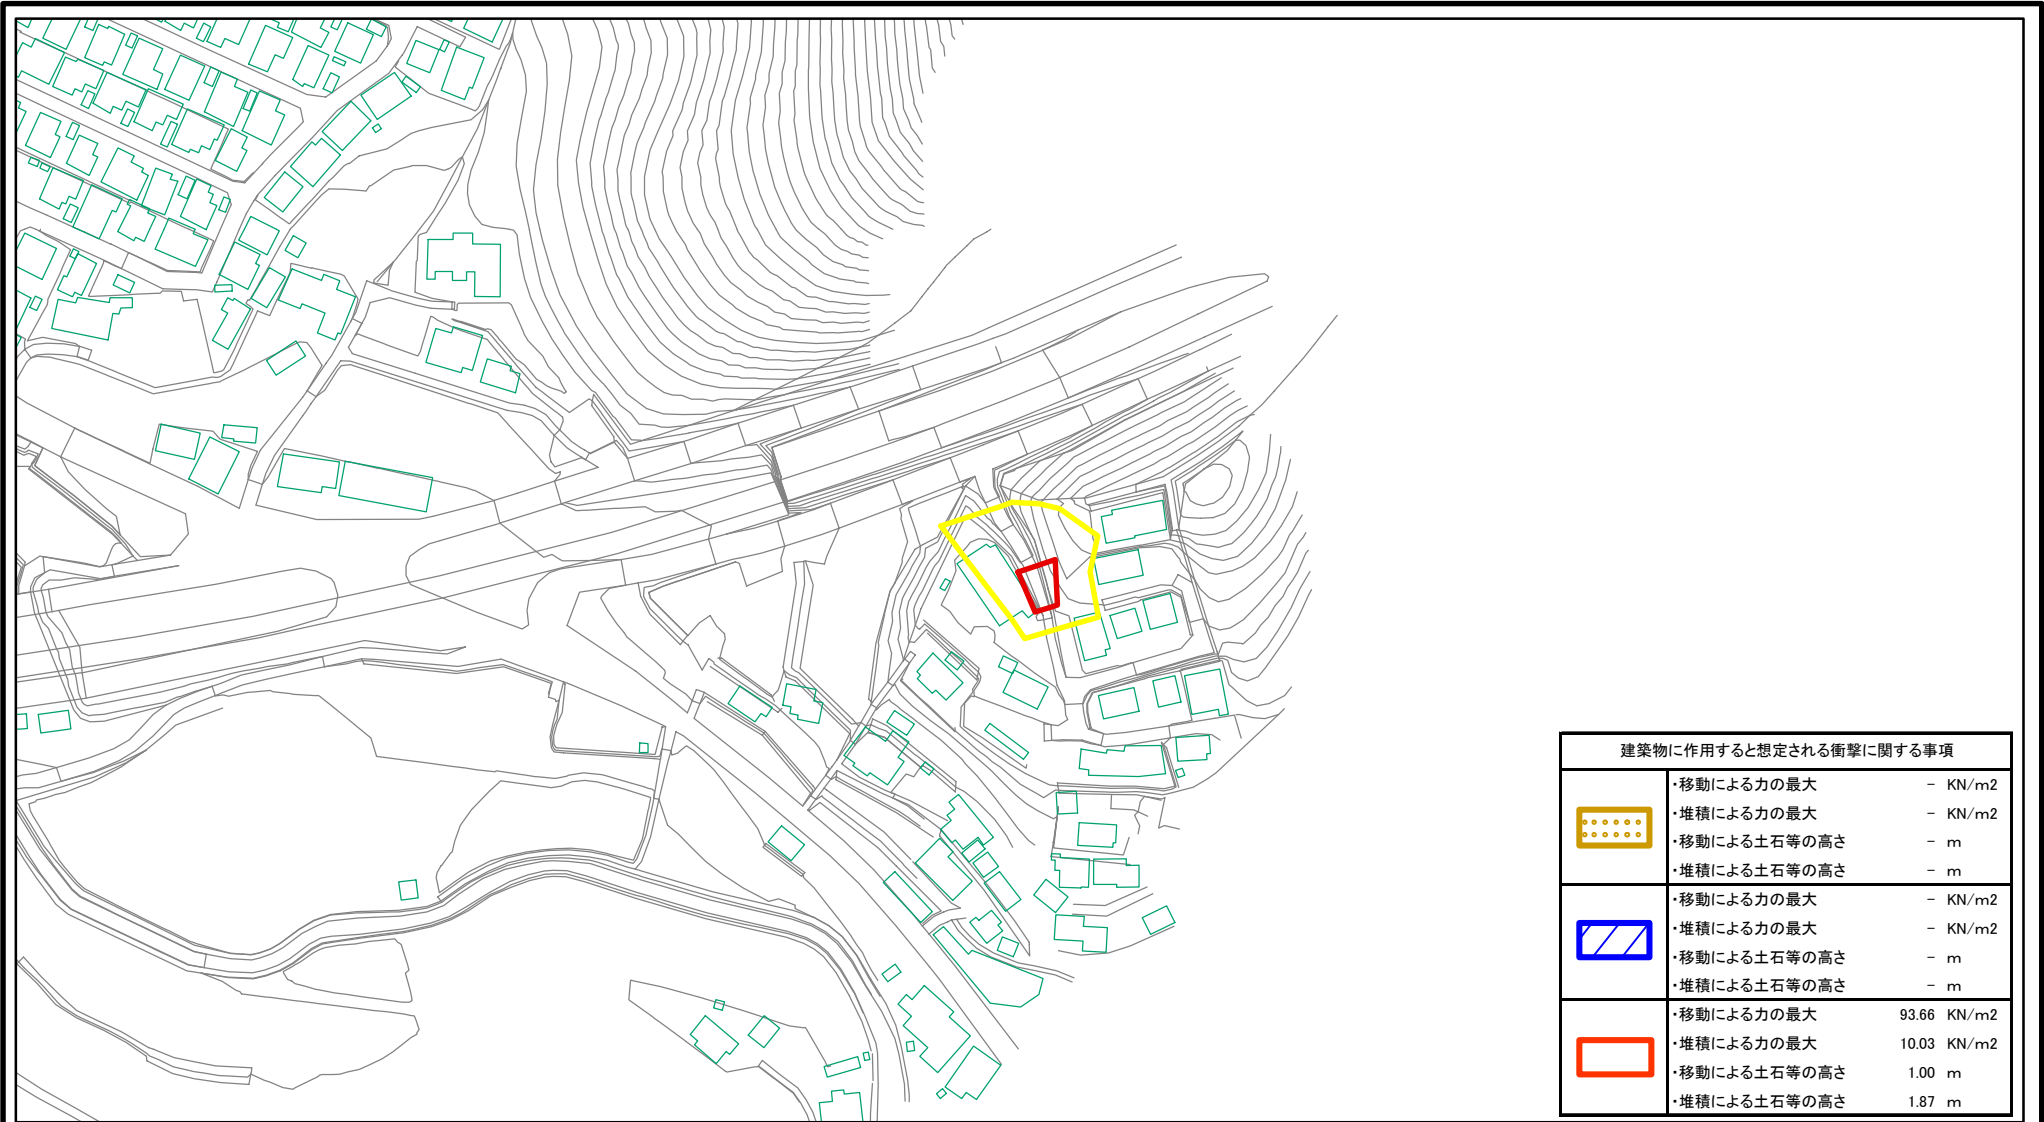 建築物に作用すると想定される衝撃に関する事項
・移動による力の最大 － KN/m2
・堆積による力の最大 － KN/m2
・移動による土石等の高さ － m
・堆積による土石等の高さ － m
・移動による力の最大 － KN/m2
・堆積による力の最大 － KN/m2
・移動による土石等の高さ － m
・堆積による土石等の高さ － m
・移動による力の最大 93.66 KN/m2
・堆積による力の最大 10.03 KN/m2
・移動による土石等の高さ 1.00 m
・堆積による土石等の高さ 1.87 m